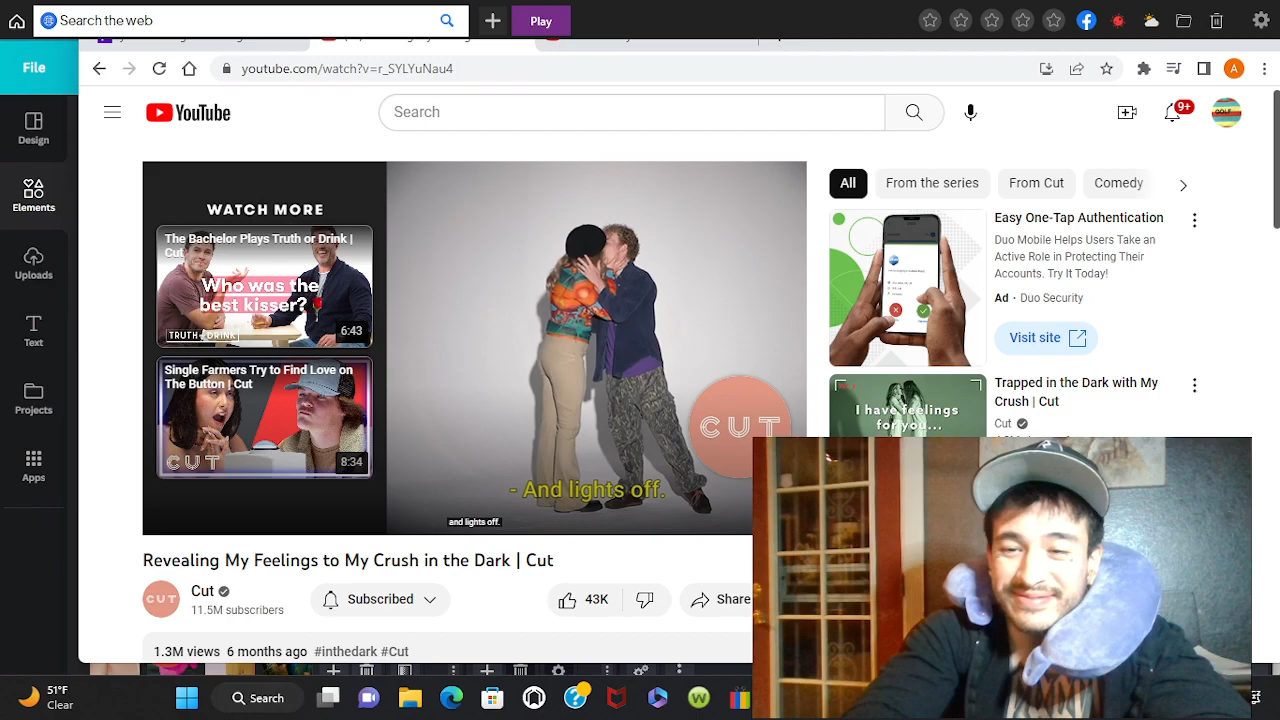 Search the web
Play
File
youtube.com/watch?v=r_SYLYuNau4
A
YouTube
Search
9+
GOLF
Design
Elements
Uploads
Text
Projects
Apps
WATCH MORE
The Bachelor Plays Truth or Drink |
Cut
Who was the
best kisser?
TRUTH or DRINK
6:43
Single Farmers Try to Find Love on
The Button | Cut
CUT
8:34
CUT
- And lights off.
and lights off.
All
From the series
From Cut
Comedy
Easy One-Tap Authentication
Duo Mobile Helps Users Take an
Active Role in Protecting Their
Accounts. Try It Today!
Ad · Duo Security
Visit site
Trapped in the Dark with My
Crush | Cut
Cut
I have feelings
for you...
Revealing My Feelings to My Crush in the Dark | Cut
CUT
Cut
11.5M subscribers
Subscribed
43K
Share
1.3M views 6 months ago #inthedark #Cut
51°F
Clear
Search